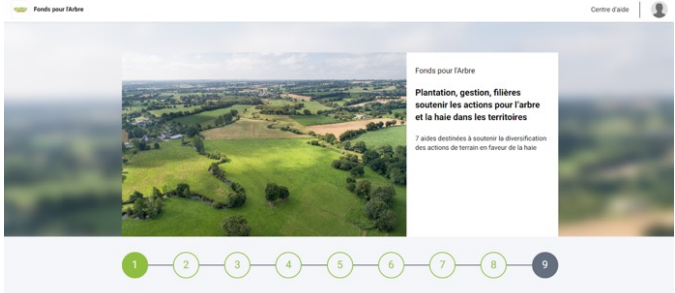 Fonds pour l'Arbre
Centre d'aide
Fonds pour l'Arbre
Plantation, gestion, filières
soutenir les actions pour l'arbre
et la haie dans les territoires
7 aides destinées à soutenir la diversification
des actions de terrain en faveur de la haie
1 2 3 4 5 6 7 8 9